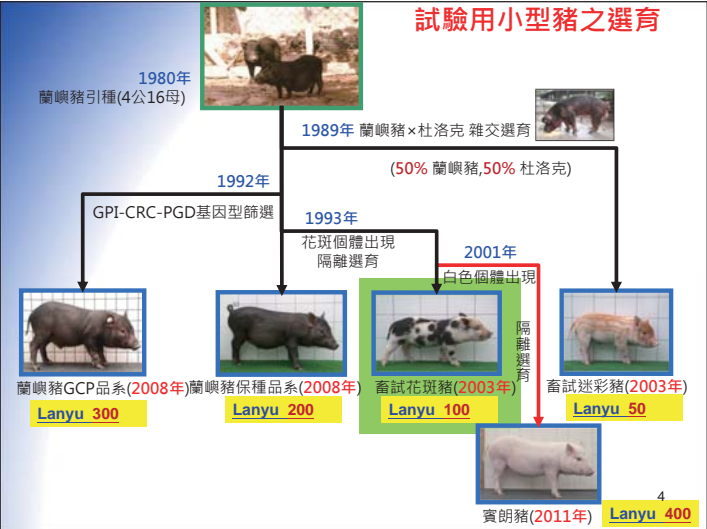 試驗用小型豬之選育
1980年
蘭嶼豬引種(4公16母)
1989年 蘭嶼豬×杜洛克 雜交選育
(50% 蘭嶼豬,50% 杜洛克)
1992年
GPI-CRC-PGD基因型篩選
1993年
花斑個體出現
隔離選育
2001年
白色個體出現
隔離選育
蘭嶼豬GCP品系(2008年)
Lanyu 300
蘭嶼豬保種品系(2008年)
Lanyu 200
畜試花斑豬(2003年)
Lanyu 100
畜試迷彩豬(2003年)
Lanyu 50
賓朗豬(2011年)
Lanyu 400
4